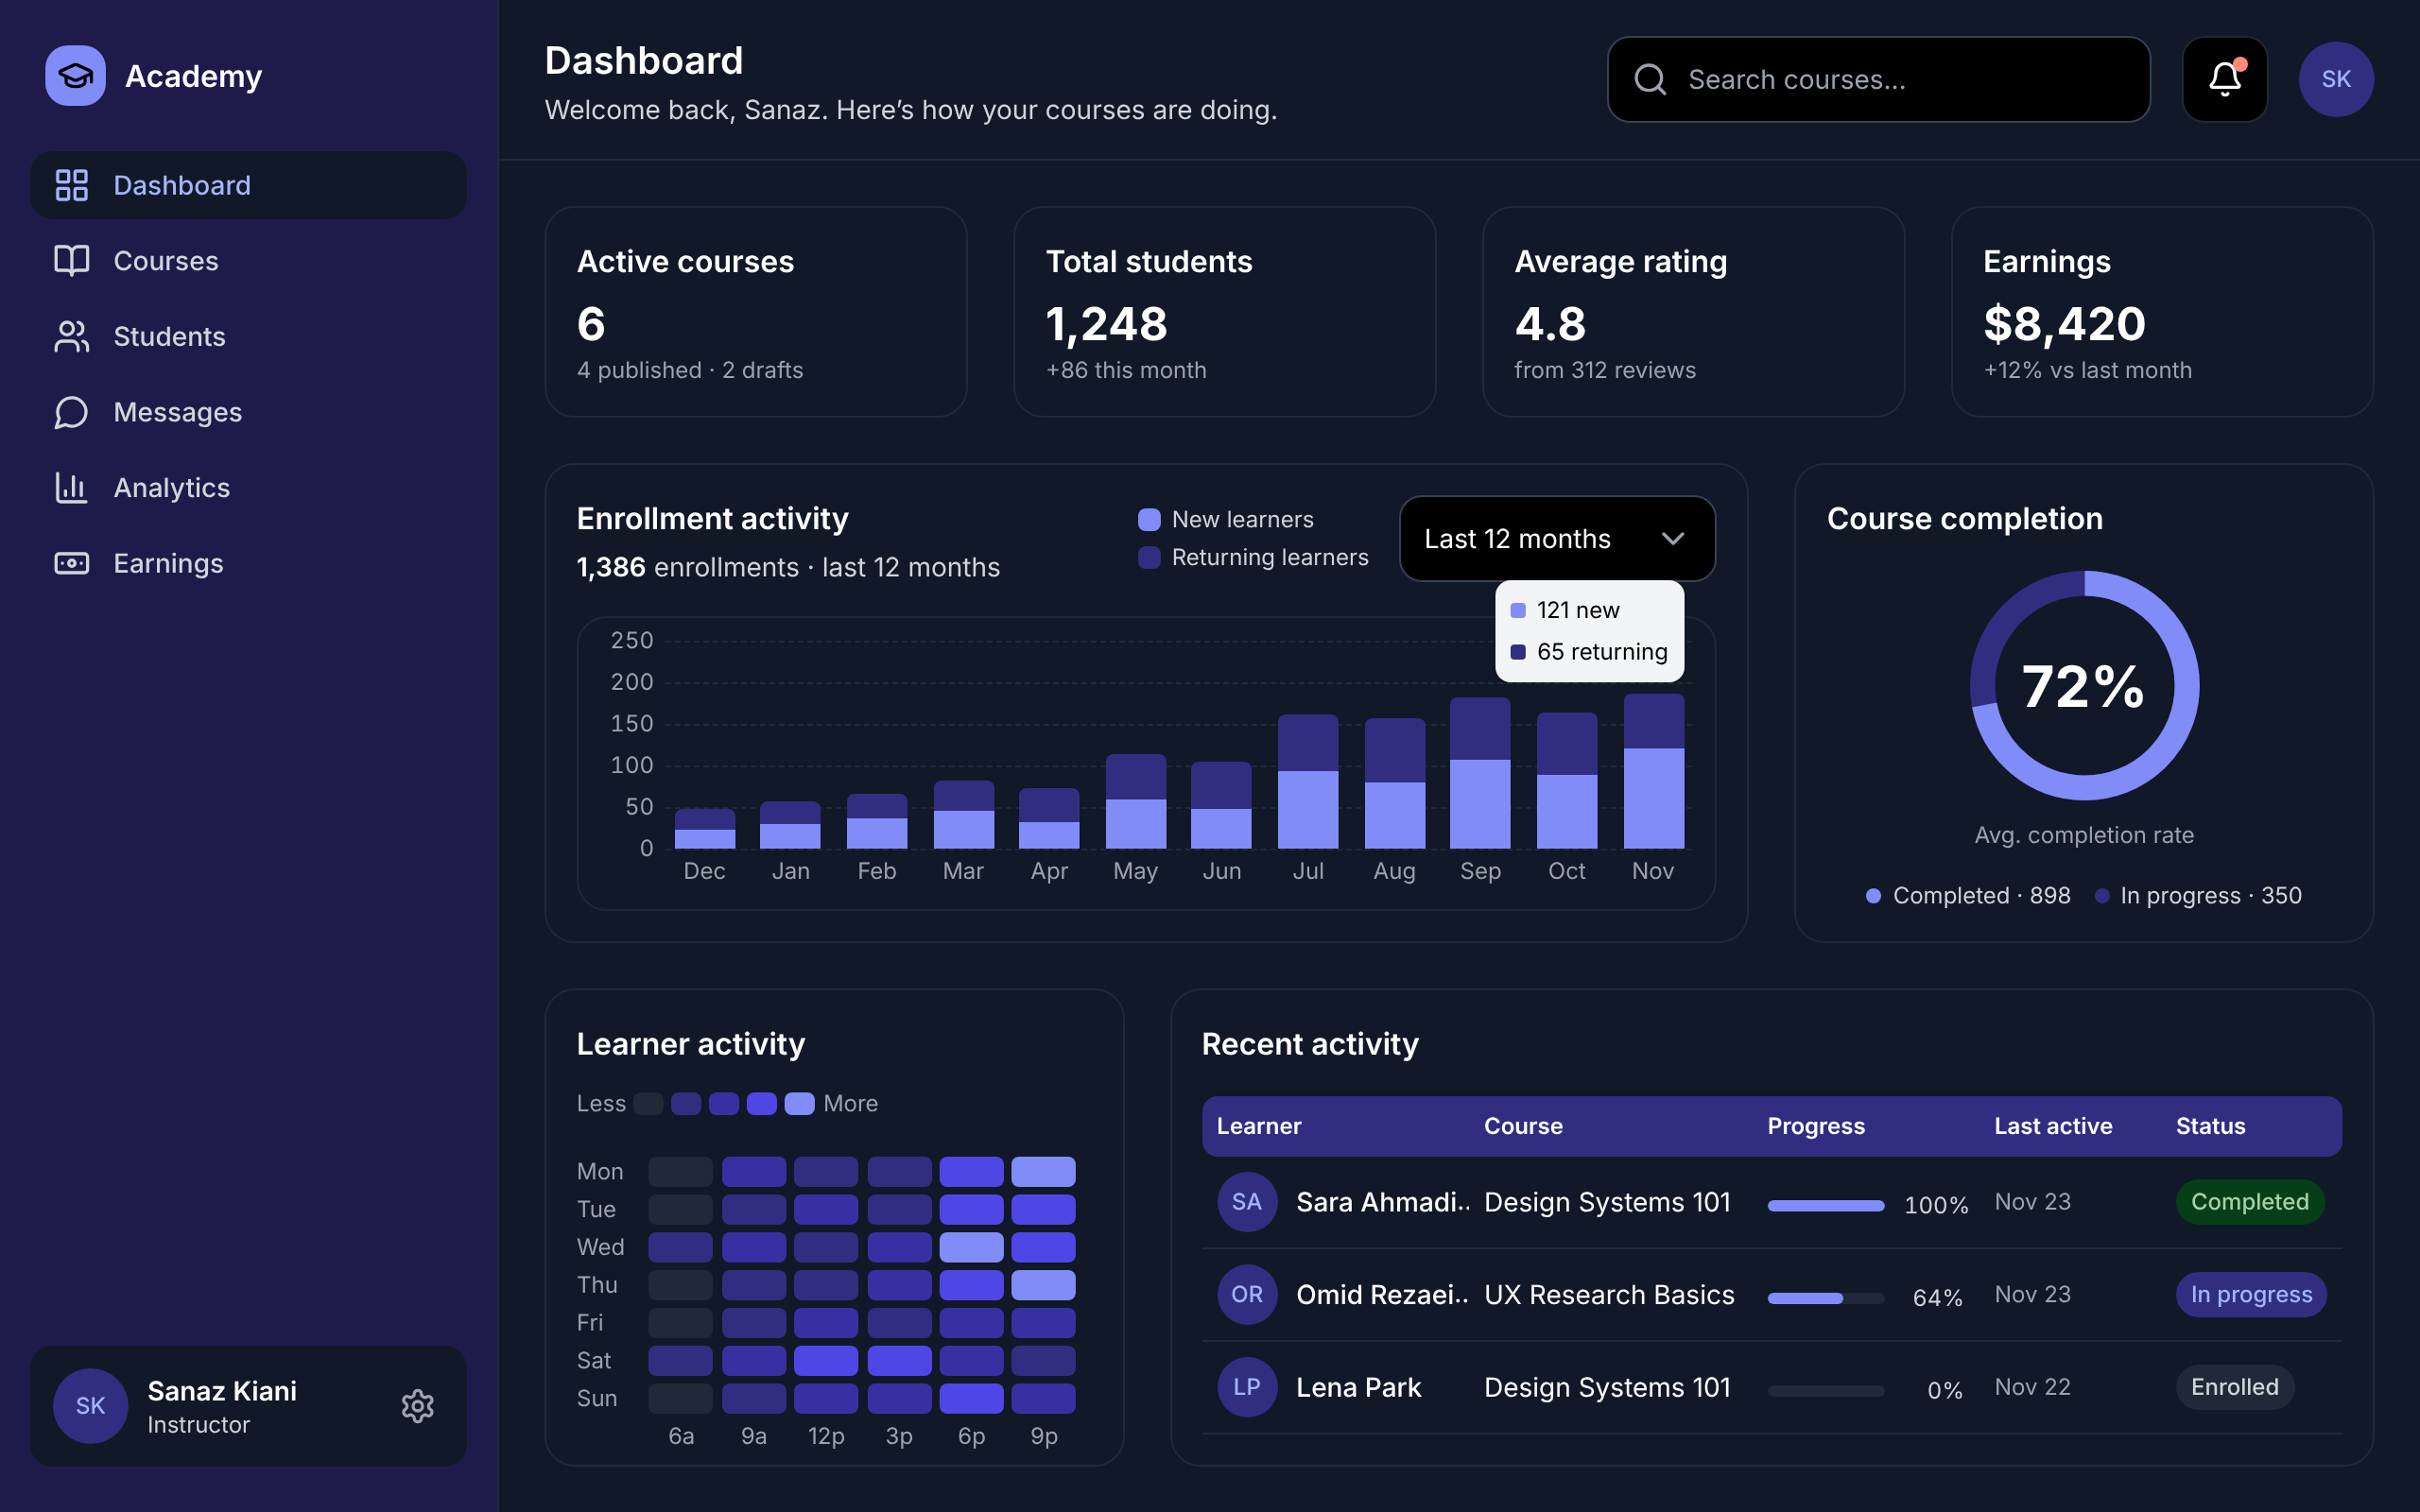 Academy
Dashboard
Courses
Students
Messages
Analytics
Earnings
SK
Sanaz Kiani
Instructor
Dashboard
Welcome back, Sanaz. Here’s how your courses are doing.
Search courses...
SK
Active courses
6
4 published · 2 drafts
Total students
1,248
+86 this month
Average rating
4.8
from 312 reviews
Earnings
$8,420
+12% vs last month
Enrollment activity
1,386 enrollments · last 12 months
New learners
Returning learners
Last 12 months
121 new
65 returning
250
200
150
100
50
0
Dec Jan Feb Mar Apr May Jun Jul Aug Sep Oct Nov
Course completion
72%
Avg. completion rate
Completed · 898 In progress · 350
Learner activity
Less More
Mon
Tue
Wed
Thu
Fri
Sat
Sun
6a 9a 12p 3p 6p 9p
Recent activity
Learner Course Progress Last active Status
SA Sara Ahmadi.. Design Systems 101 100% Nov 23 Completed
OR Omid Rezaei.. UX Research Basics 64% Nov 23 In progress
LP Lena Park Design Systems 101 0% Nov 22 Enrolled